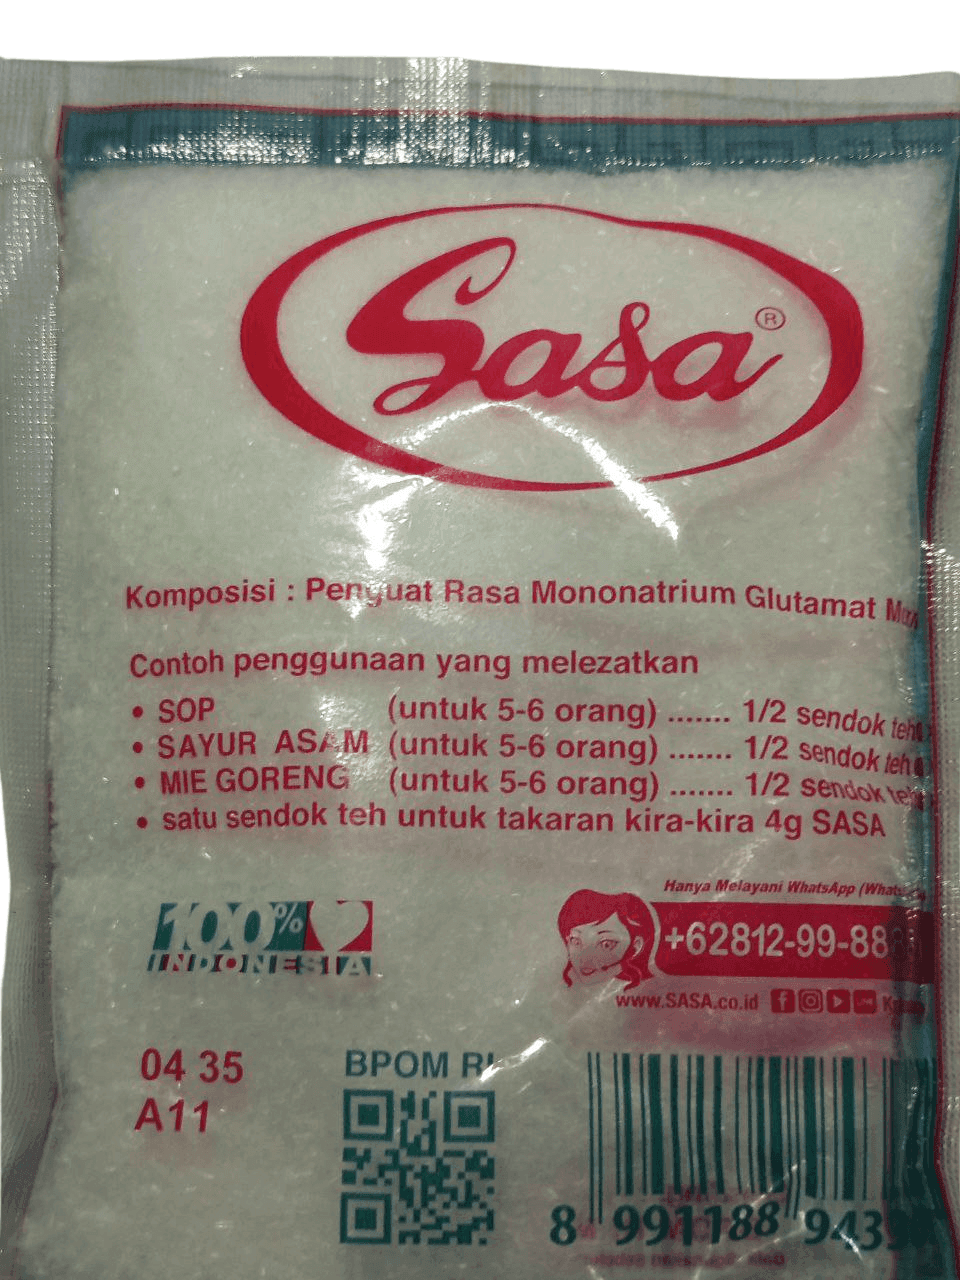 Sasa®
Komposisi : Penguat Rasa Mononatrium Glutamat
Contoh penggunaan yang melezatkan
• SOP (untuk 5-6 orang) ....... 1/2 sendok teh
• SAYUR ASAM (untuk 5-6 orang) ....... 1/2 sendok teh
• MIE GORENG (untuk 5-6 orang) ....... 1/2 sendok teh
• satu sendok teh untuk takaran kira-kira 4g SASA
100%
INDONESIA
Hanya Melayani WhatsApp
+62812-99-88
www.SASA.co.id
04 35
A11
BPOM RI
8 991188 943